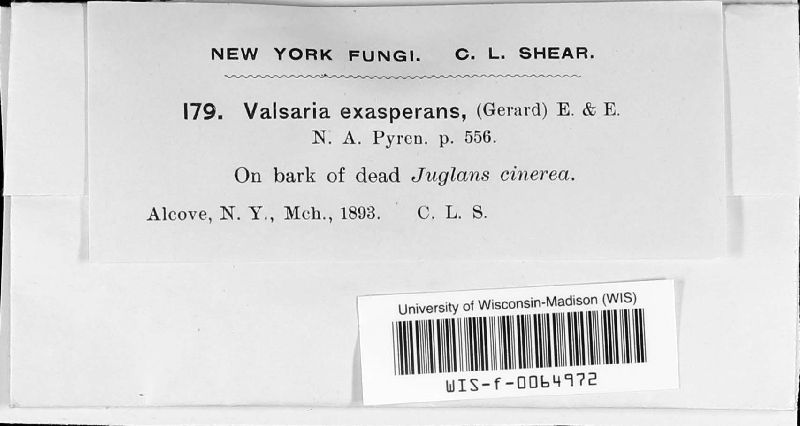 NEW YORK FUNGI. C. L. SHEAR.
179. Valsaria exasperans, (Gerard) E. & E.
N. A. Pyren. p. 556.
On bark of dead Juglans cinerea.
Alcove, N. Y., Mch., 1893. C. L. S.
University of Wisconsin-Madison (WIS)
WIS-f-0064972